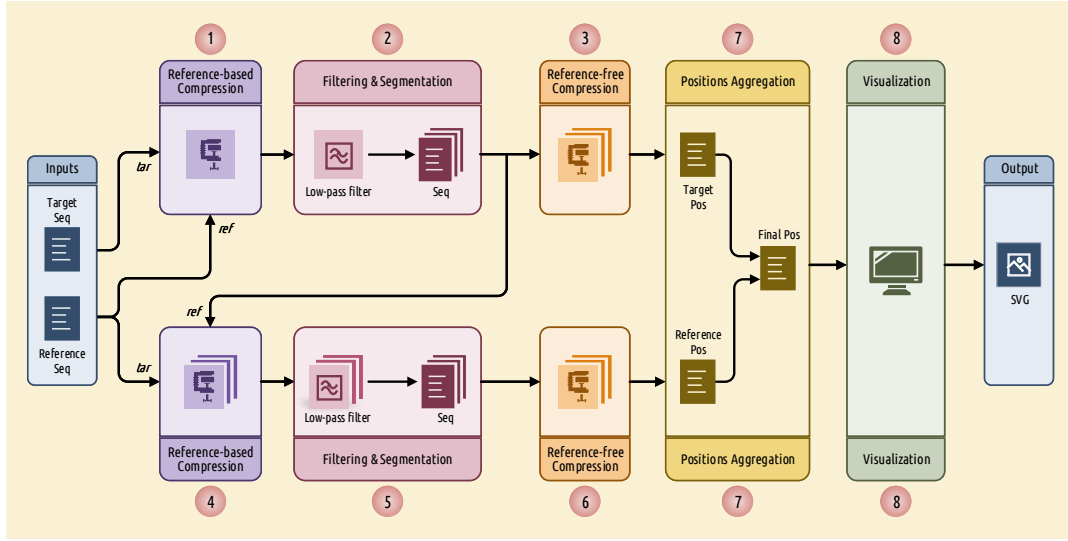 1
2
3
7
8
Reference-based
Compression
Filtering & Segmentation
Reference-free
Compression
Positions Aggregation
Visualization
Inputs
Target
Seq
Reference
Seq
tar
ref
Low-pass filter
Seq
Target
Pos
Final Pos
Output
SVG
ref
tar
Low-pass filter
Seq
Reference
Pos
Reference-based
Compression
Filtering & Segmentation
Reference-free
Compression
Positions Aggregation
Visualization
4
5
6
7
8